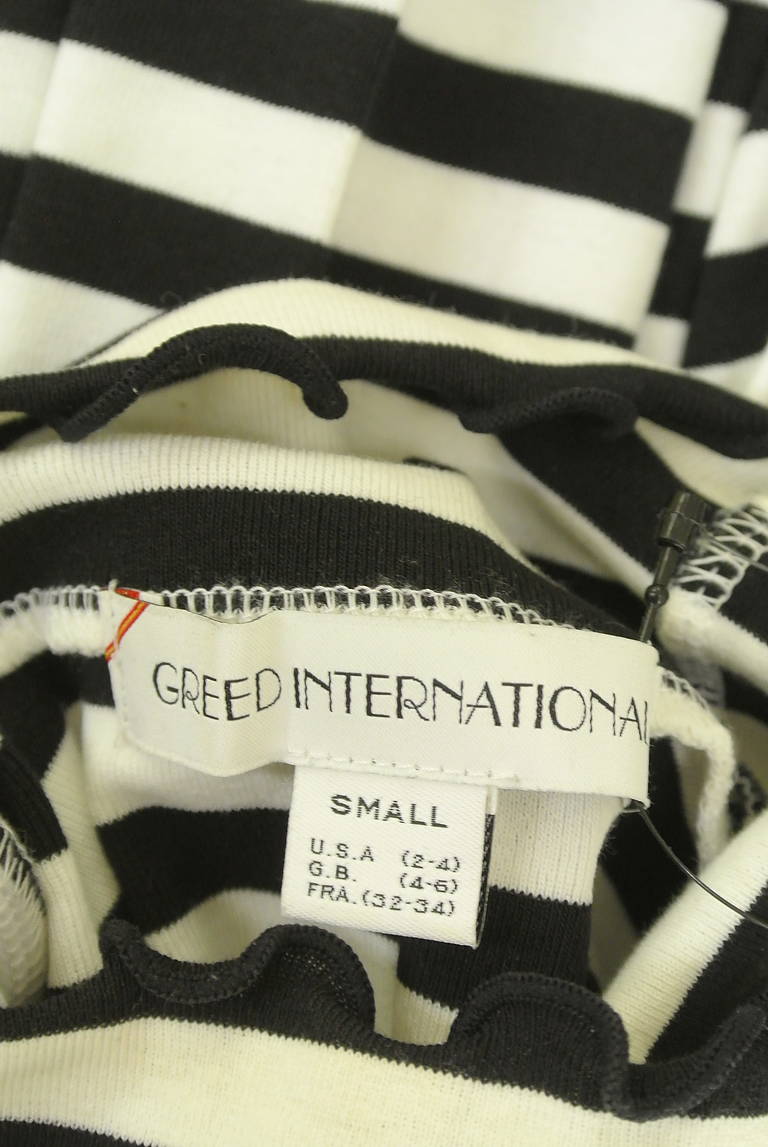 GREED INTERNATIONAL
SMALL
U.S.A (2-4)
G.B. (4-6)
FRA.(32-34)